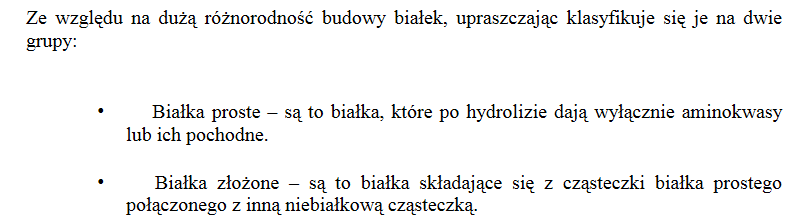 Ze względu na dużą różnorodność budowy białek, upraszczając klasyfikuje się je na dwie
grupy:
• Białka proste – są to białka, które po hydrolizie dają wyłącznie aminokwasy
lub ich pochodne.
• Białka złożone – są to białka składające się z cząsteczki białka prostego
połączonego z inną niebiałkową cząsteczką.